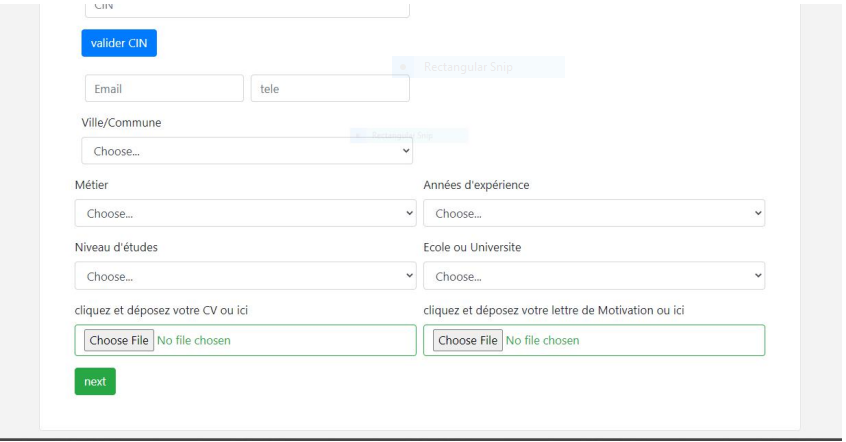 CIN
valider CIN
Rectangular Snip
Email tele
Ville/Commune
Rectangular Snip
Choose...
Métier Années d'expérience
Choose... Choose...
Niveau d'études Ecole ou Universite
Choose... Choose...
cliquez et déposez votre CV ou ici cliquez et déposez votre lettre de Motivation ou ici
Choose File No file chosen Choose File No file chosen
next